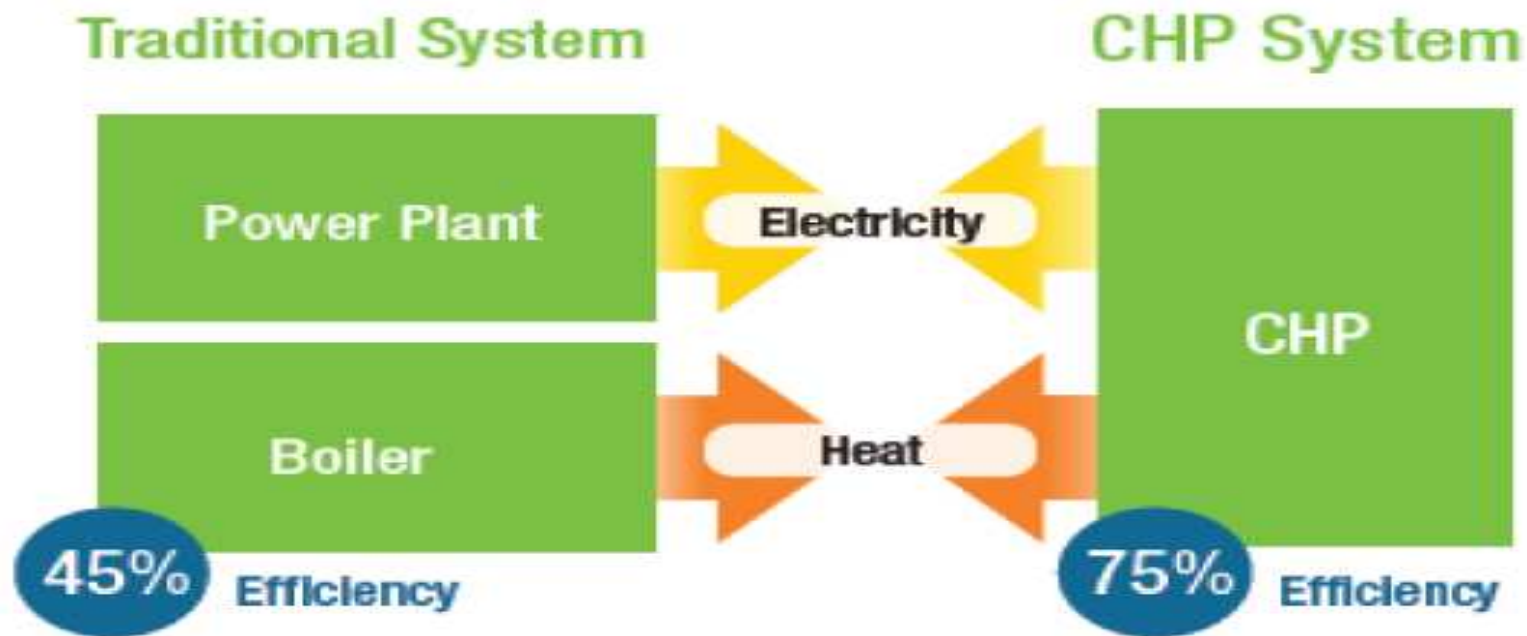 Traditional System
CHP System
Power Plant
Electricity
CHP
Boiler
Heat
45%
Efficiency
75%
Efficiency